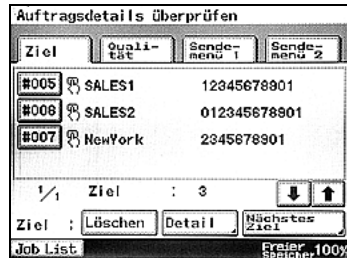 Auftragsdetails überprüfen
Ziel Quali- tät Sende- menü 1 Sende- menü 2
#005 SALES1 12345678901
#006 SALES2 012345678901
#007 NewYork 2345678901
1/1 Ziel : 3
Ziel : Löschen Detail Nächstes Ziel
Job List Freier Speicher 100%